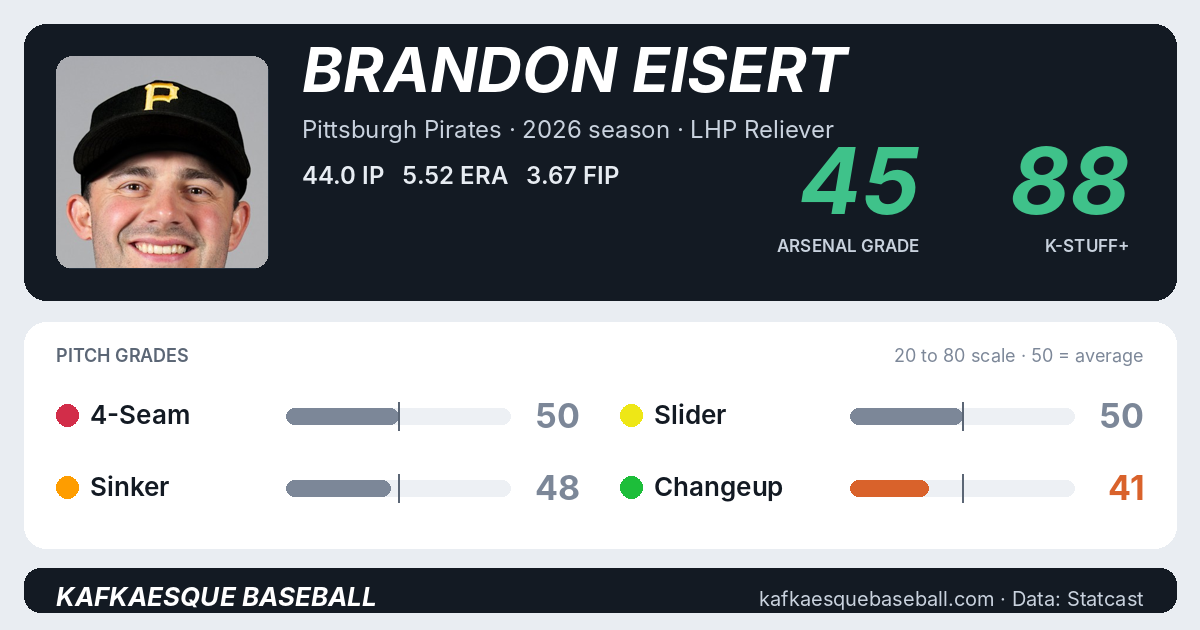 P
BRANDON EISERT
Pittsburgh Pirates · 2026 season · LHP Reliever
44.0 IP 5.52 ERA 3.67 FIP
45 88
ARSENAL GRADE K-STUFF+
PITCH GRADES 20 to 80 scale · 50 = average
4-Seam 50 Slider 50
Sinker 48 Changeup 41
KAFKAESQUE BASEBALL kafkaesquebaseball.com · Data: Statcast